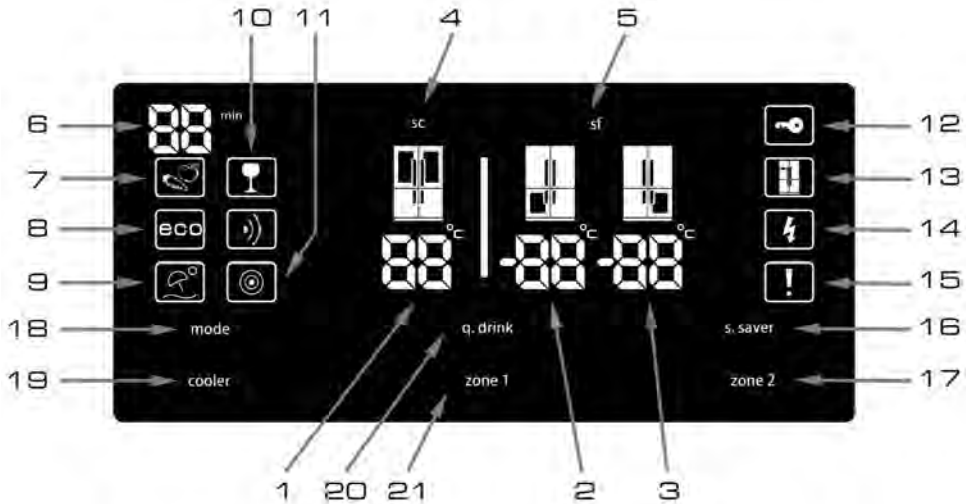 10 11 4 5
6 88 min sc sf 12
7 13
8 eco 14
9 88 °c -88 °c -88 °c 15
18 mode q. drink s. saver 16
19 cooler zone 1 zone 2 17
1 20 21 2 3